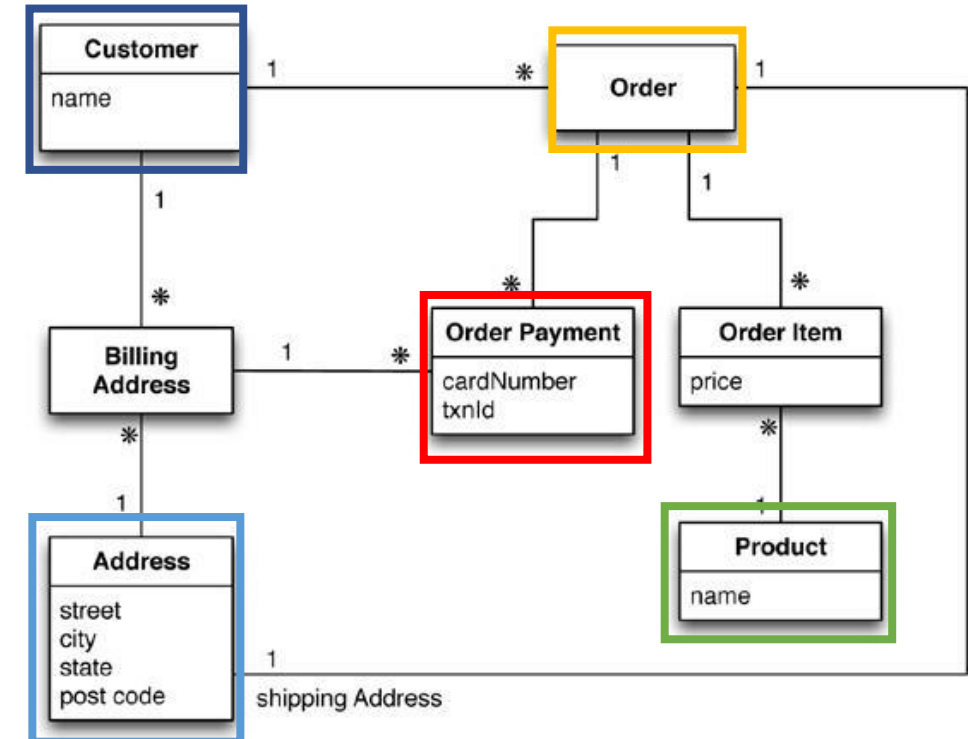 Customer
name
1
*
Order
1
1
*
1
1
*
*
Billing
Address
1
*
Order Payment
cardNumber
txnId
Order Item
price
*
1
*
1
Address
street
city
state
post code
Product
name
1
shipping Address